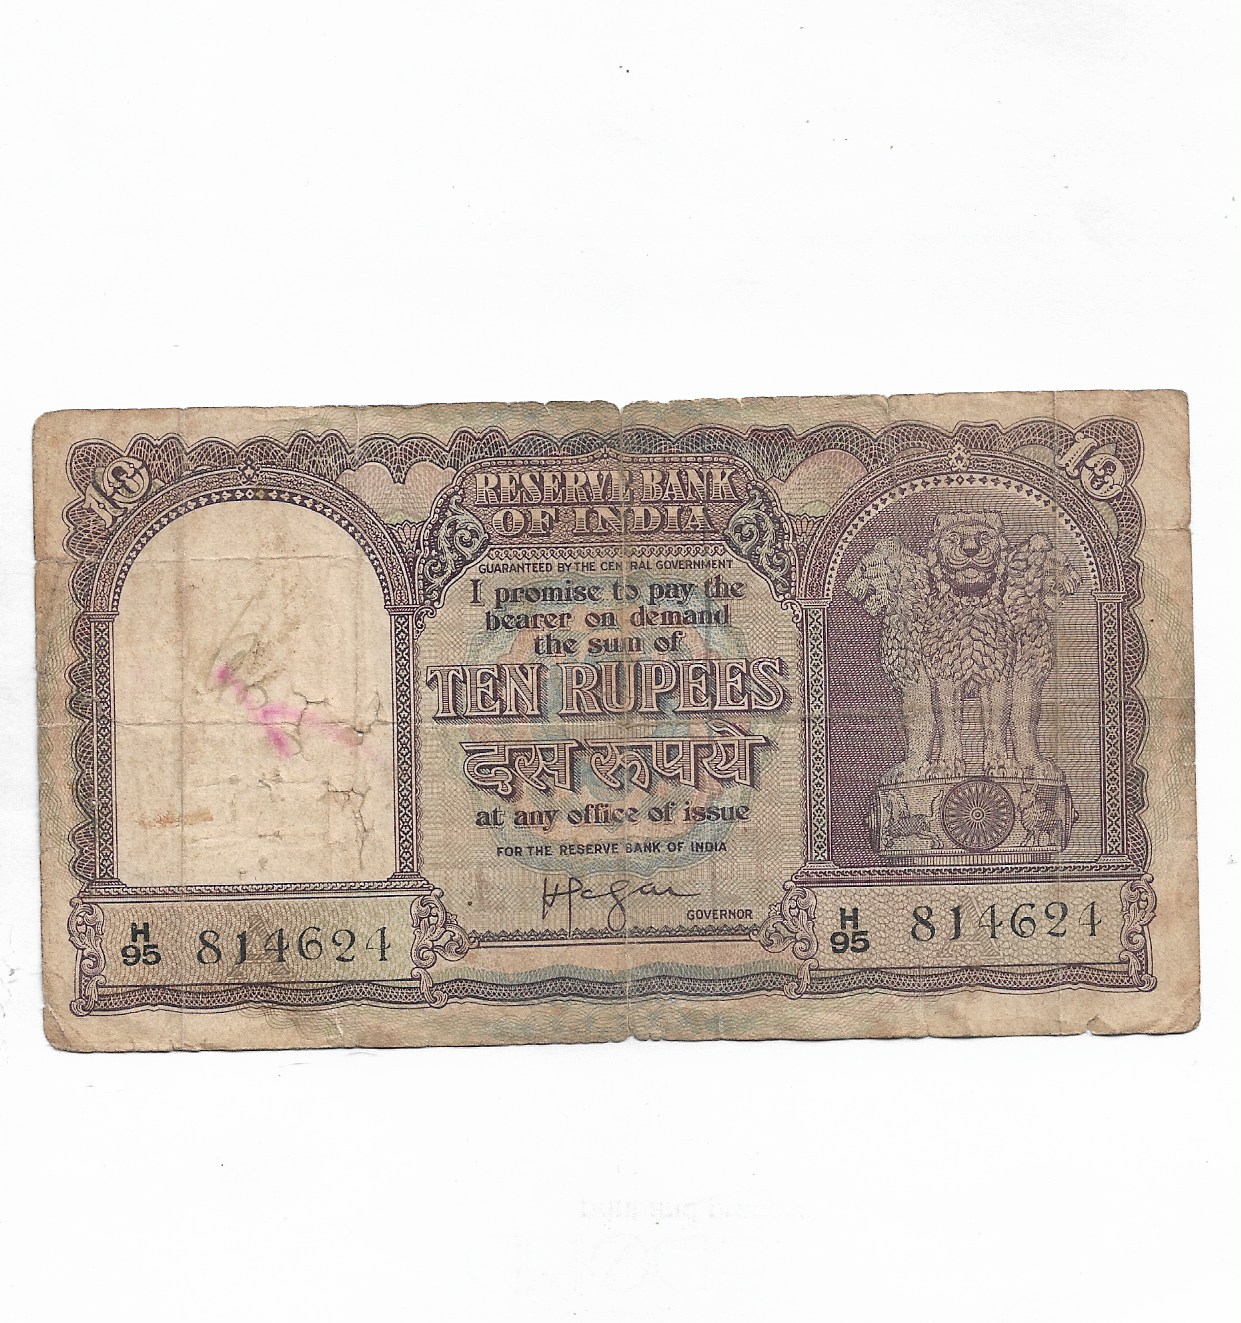 10 10
RESERVE BANK
OF INDIA
GUARANTEED BY THE CENTRAL GOVERNMENT
I promise to pay the
bearer on demand
the sum of
TEN RUPEES
दस रूपये
at any office of issue
FOR THE RESERVE BANK OF INDIA
GOVERNOR
H
95 814624
H
95 814624